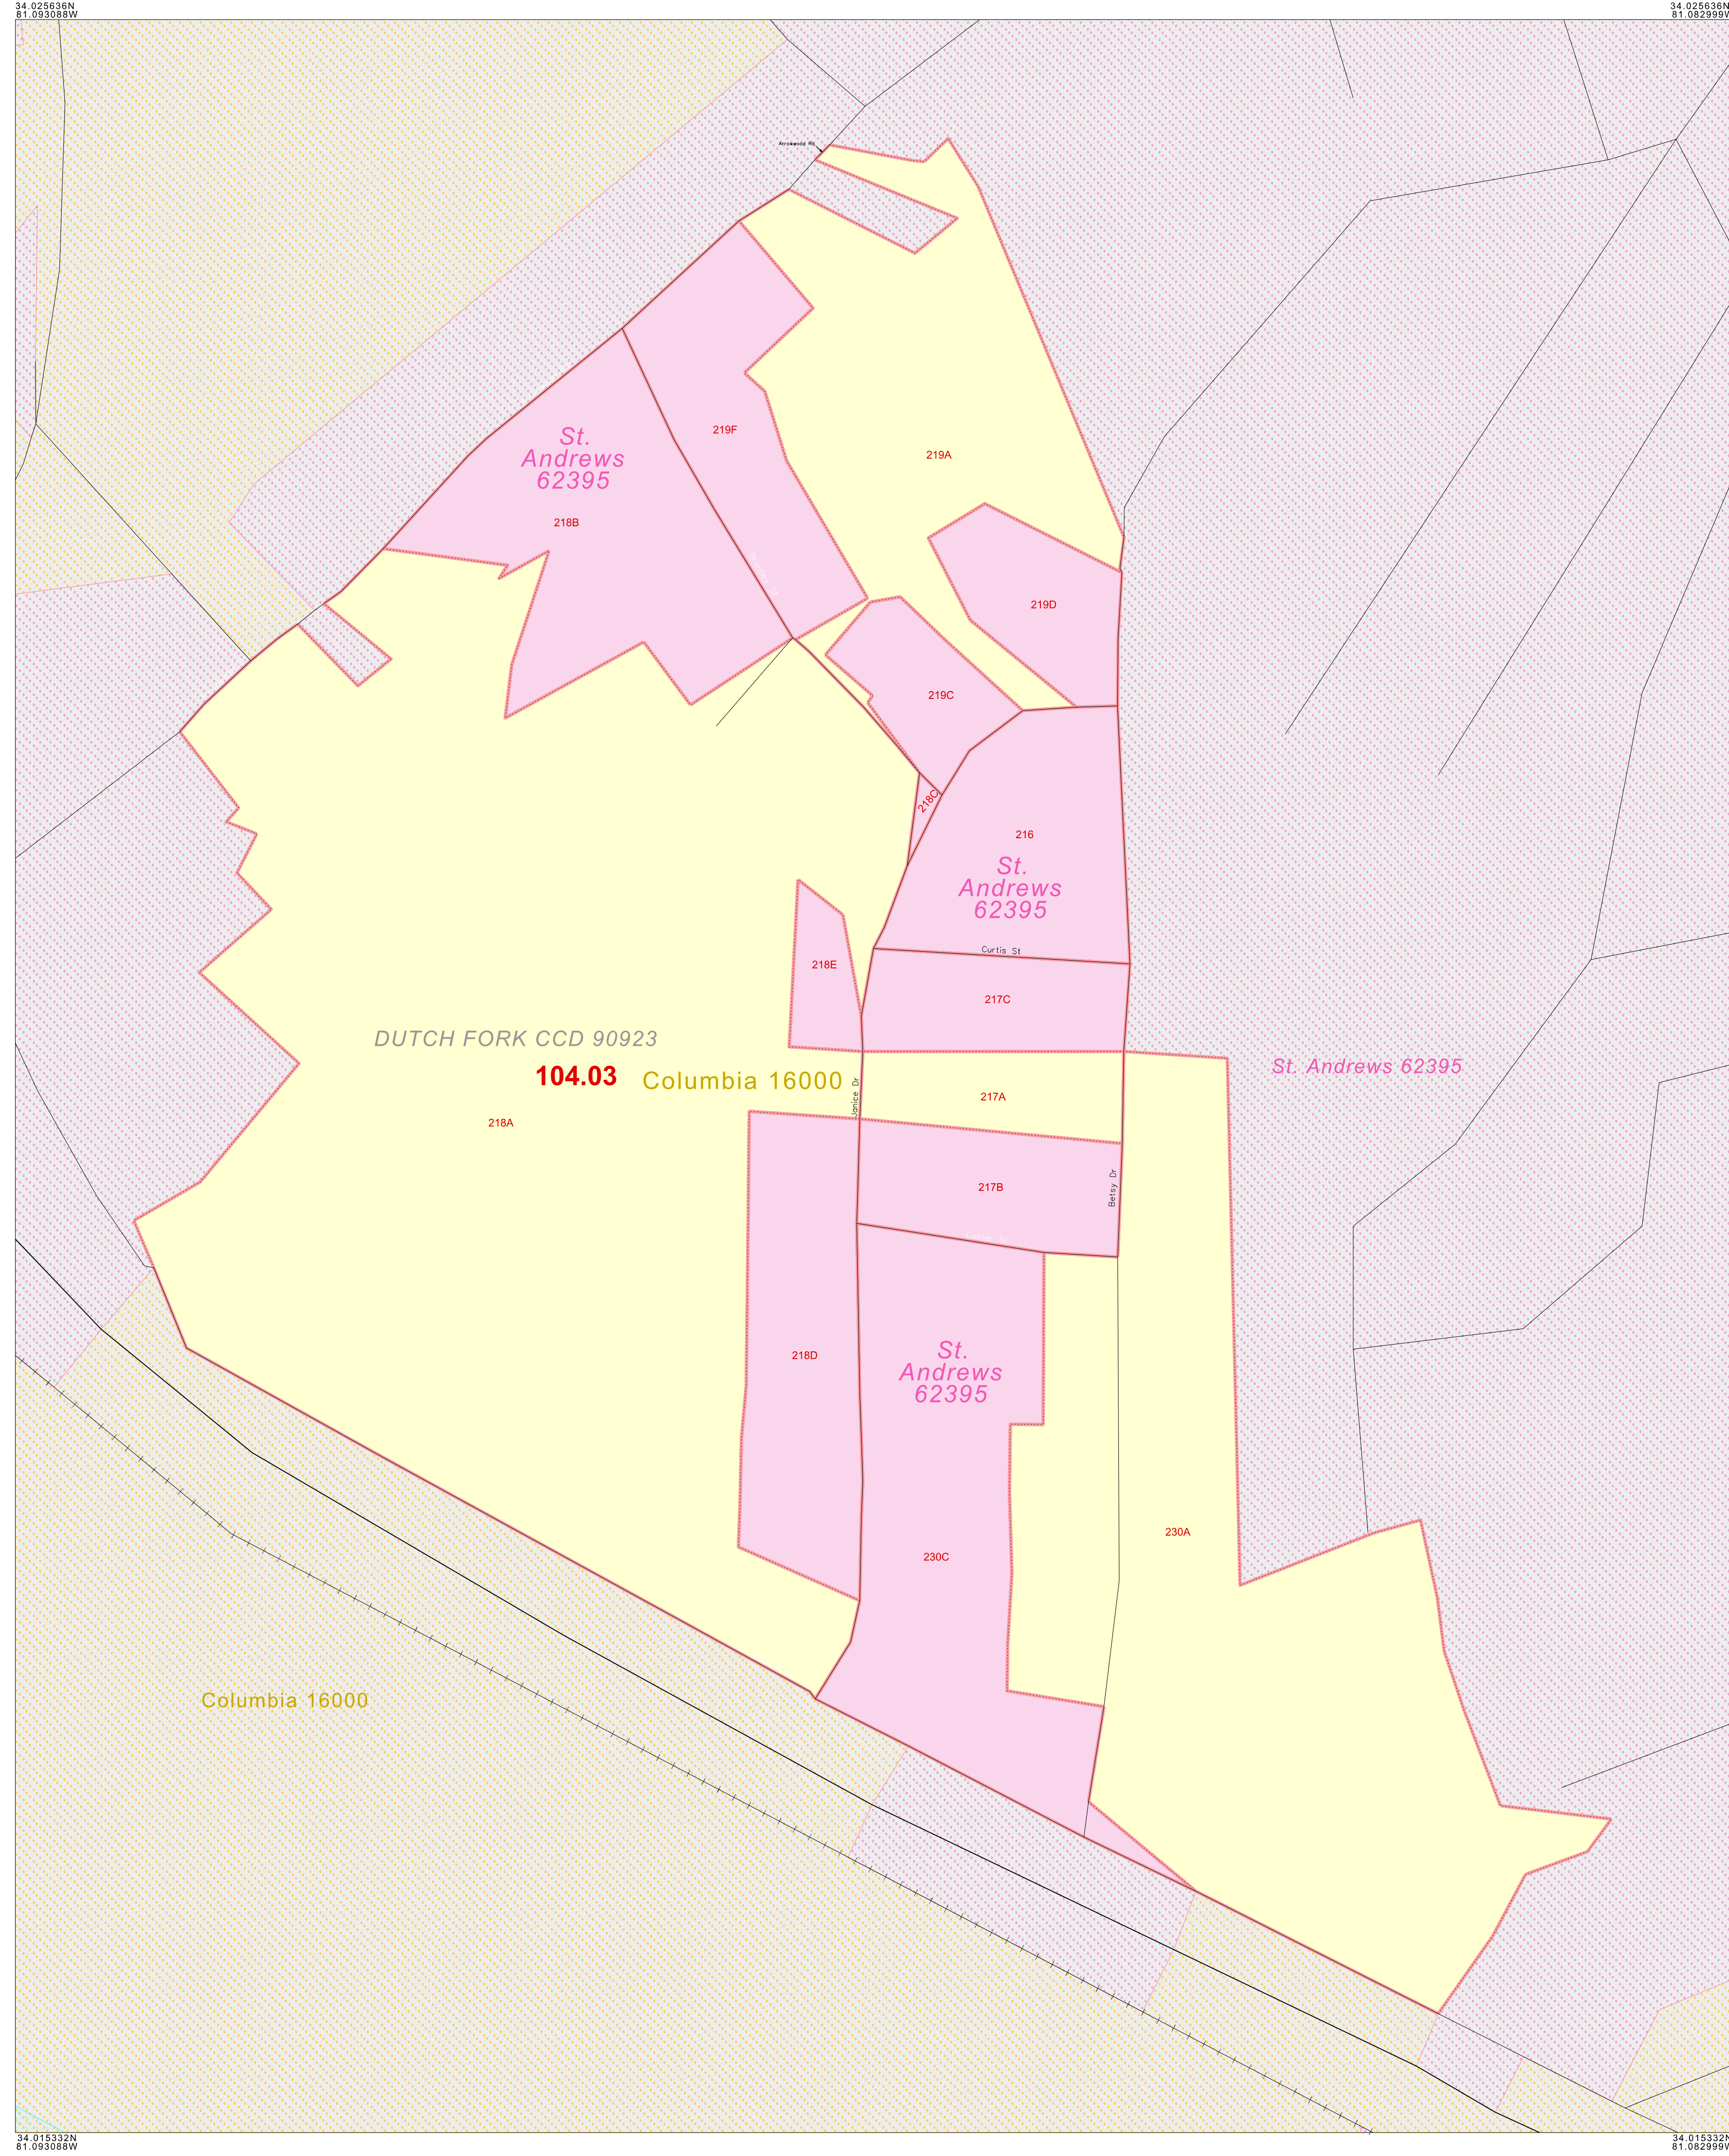 34.025636N
81.093088W
34.025636N
81.082999W
Arrowwood Rd
St.
Andrews
62395
219F
219A
218B
219D
219C
218C
216
St.
Andrews
62395
Curtis St
218E
217C
DUTCH FORK CCD 90923
104.03
Columbia 16000
St. Andrews 62395
Janice Dr
217A
218A
217B
Betsy Dr
St.
Andrews
62395
218D
230A
230C
Columbia 16000
34.015332N
81.093088W
34.015332N
81.082999W